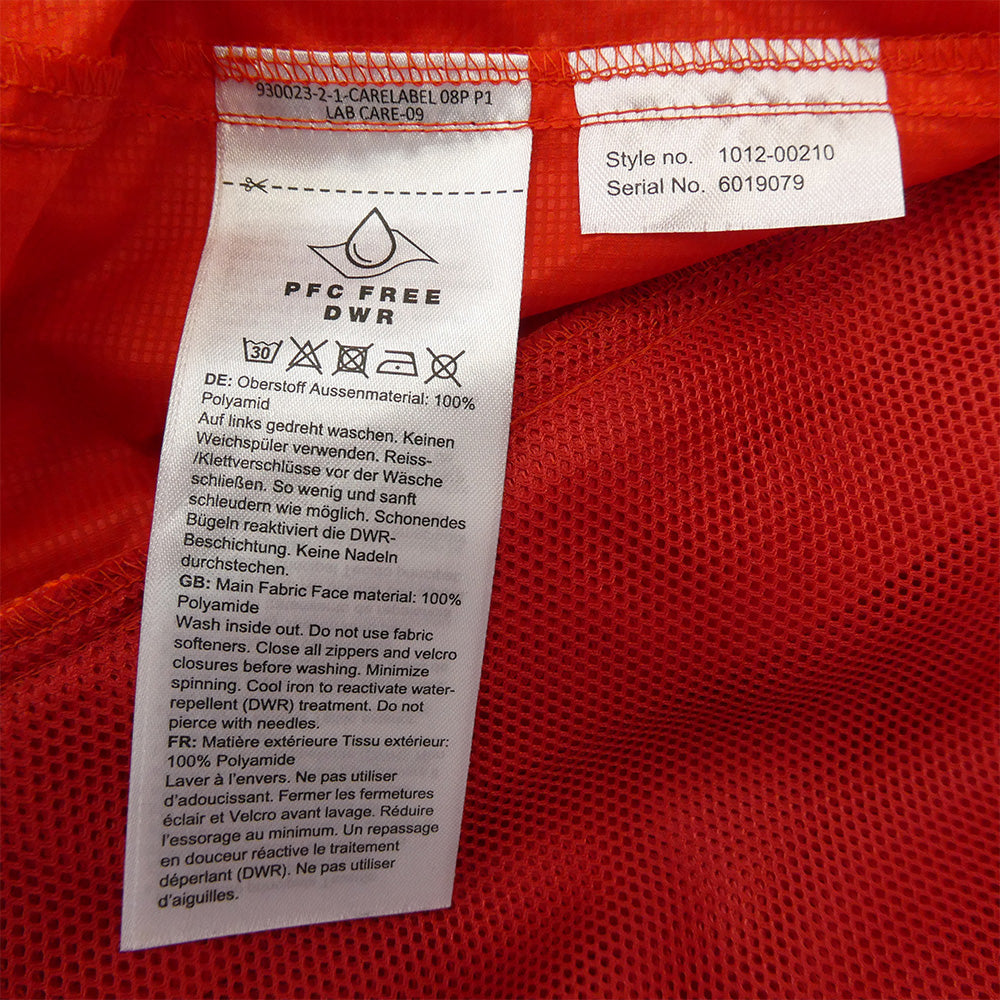 930023-2-1-CARELABEL 08P P1
LAB CARE-09
Style no. 1012-00210
Serial No. 6019079
PFC FREE
DWR
30
DE: Oberstoff Aussenmaterial: 100%
Polyamid
Auf links gedreht waschen. Keinen
Weichspüler verwenden. Reiss-
/Klettverschlüsse vor der Wäsche
schließen. So wenig und sanft
schleudern wie möglich. Schonendes
Bügeln reaktiviert die DWR-
Beschichtung. Keine Nadeln
durchstechen.
GB: Main Fabric Face material: 100%
Polyamide
Wash inside out. Do not use fabric
softeners. Close all zippers and velcro
closures before washing. Minimize
spinning. Cool iron to reactivate water-
repellent (DWR) treatment. Do not
pierce with needles.
FR: Matière extérieure Tissu extérieur:
100% Polyamide
Laver à l'envers. Ne pas utiliser
d'adoucissant. Fermer les fermetures
éclair et Velcro avant lavage. Réduire
l'essorage au minimum. Un repassage
en douceur réactive le traitement
déperlant (DWR). Ne pas utiliser
d'aiguilles.